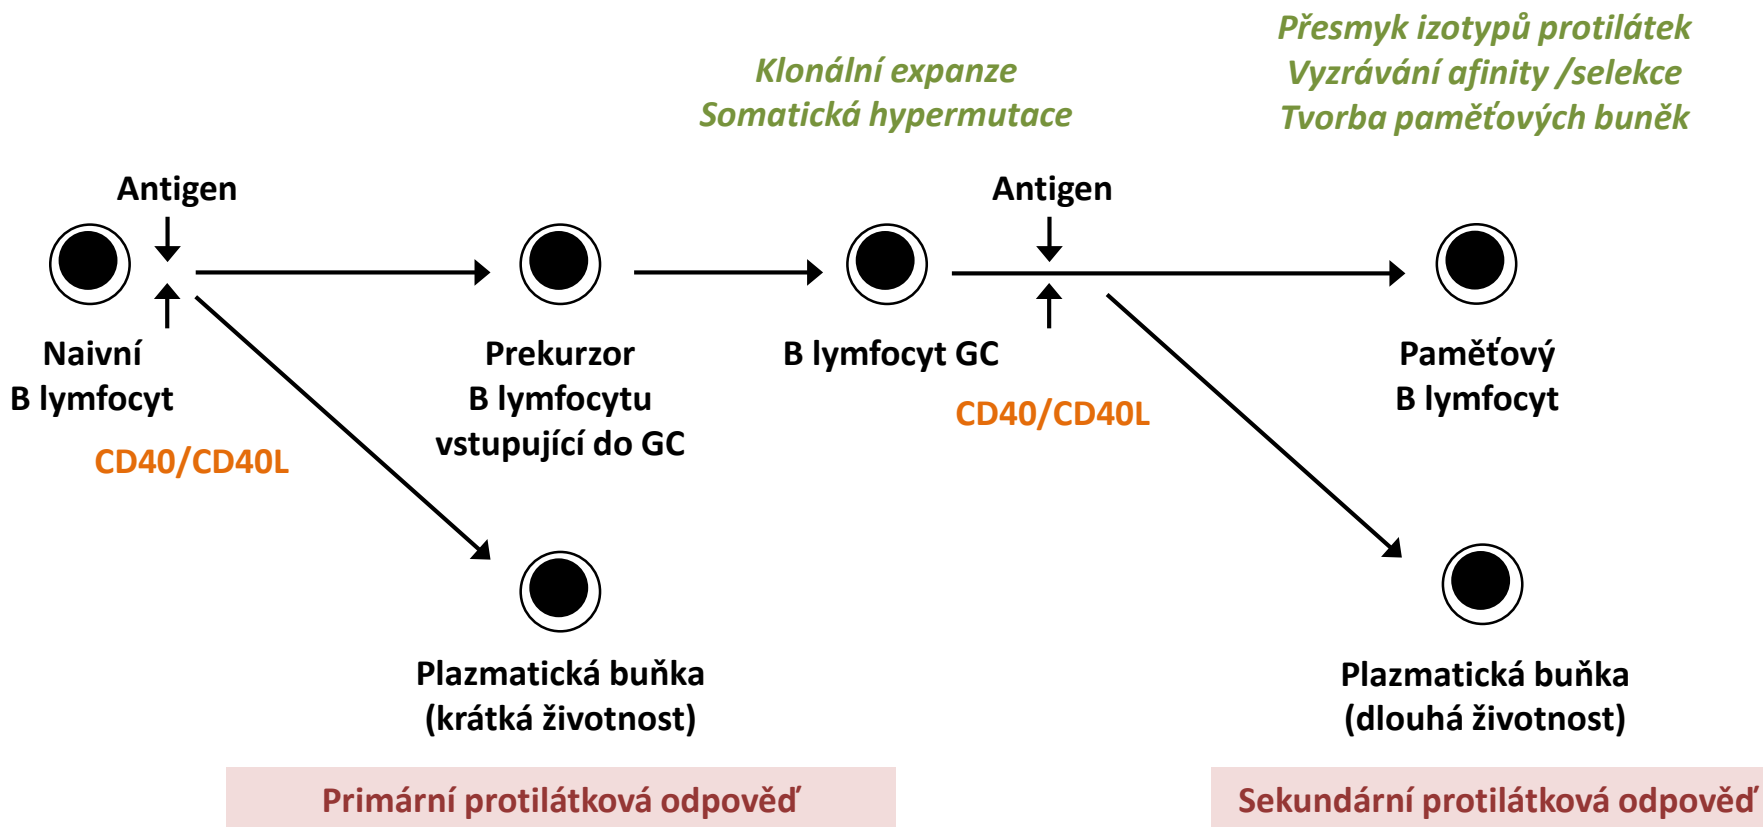 Klonální expanze
Somatická hypermutace
Přesmyk izotypů protilátek
Vyzrávání afinity /selekce
Tvorba paměťových buněk
Antigen
Antigen
Naivní
B lymfocyt
CD40/CD40L
Prekurzor
B lymfocytu
vstupující do GC
B lymfocyt GC
CD40/CD40L
Paměťový
B lymfocyt
Plazmatická buňka
(krátká životnost)
Plazmatická buňka
(dlouhá životnost)
Primární protilátková odpověď
Sekundární protilátková odpověď